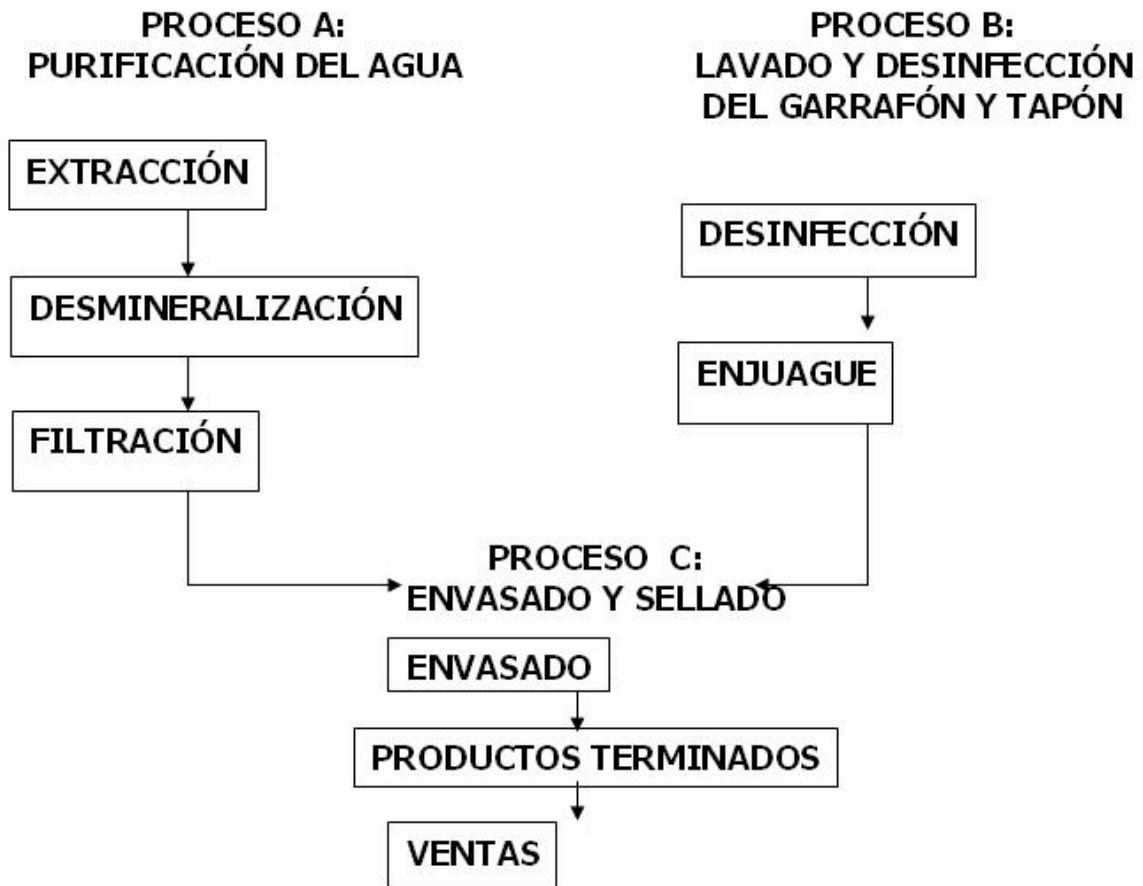 PROCESO A:
PURIFICACIÓN DEL AGUA
EXTRACCIÓN
DESMINERALIZACIÓN
FILTRACIÓN
PROCESO B:
LAVADO Y DESINFECCIÓN
DEL GARRAFÓN Y TAPÓN
DESINFECCIÓN
ENJUAGUE
PROCESO C:
ENVASADO Y SELLADO
ENVASADO
PRODUCTOS TERMINADOS
VENTAS